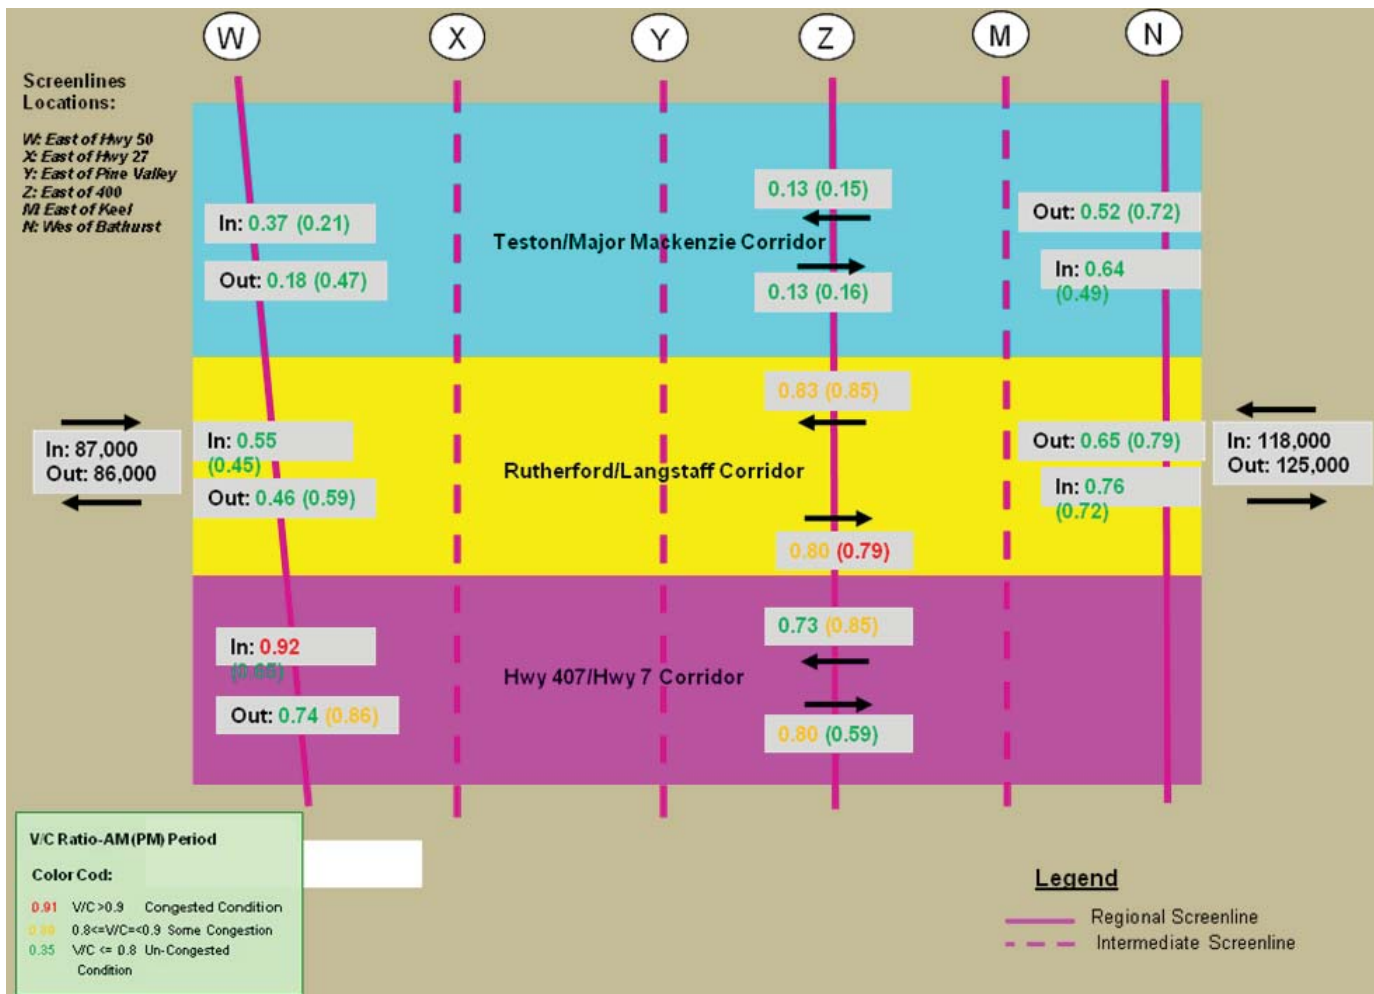 W
X
Y
Z
M
N
Screenlines
Locations:
W: East of Hwy 50
X: East of Hwy 27
Y: East of Pine Valley
Z: East of 400
M: East of Keel
N: Wes of Bathurst
0.13 (0.15)
In: 0.37 (0.21)
Out: 0.52 (0.72)
Teston/Major Mackenzie Corridor
Out: 0.18 (0.47)
0.13 (0.16)
In: 0.64
(0.49)
0.83 (0.85)
In: 87,000
Out: 86,000
In: 0.55
(0.45)
Out: 0.65 (0.79)
In: 118,000
Out: 125,000
Rutherford/Langstaff Corridor
Out: 0.46 (0.59)
In: 0.76
(0.72)
0.80 (0.79)
0.73 (0.85)
In: 0.92
Hwy 407/Hwy 7 Corridor
Out: 0.74 (0.86)
0.80 (0.59)
V/C Ratio-AM (PM) Period
Color Cod:
0.91 V/C >0.9 Congested Condition
0.8<=V/C=<0.9 Some Congestion
0.35 V/C <= 0.8 Un-Congested
Condition
Legend
Regional Screenline
Intermediate Screenline